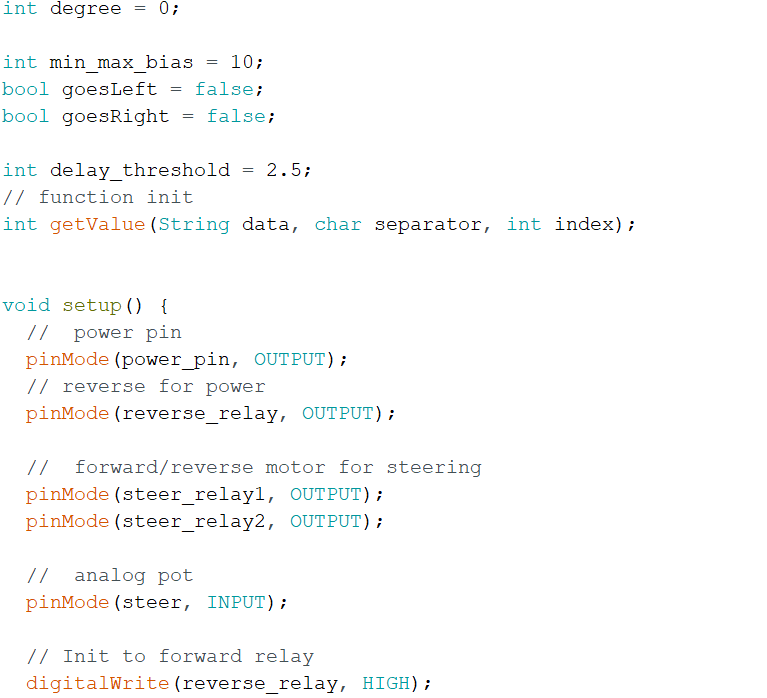 int degree = 0;
int min_max_bias = 10;
bool goesLeft = false;
bool goesRight = false;
int delay_threshold = 2.5;
// function init
int getValue(String data, char separator, int index);
void setup() {
//  power pin
pinMode(power_pin, OUTPUT);
// reverse for power
pinMode(reverse_relay, OUTPUT);
//  forward/reverse motor for steering
pinMode(steer_relay1, OUTPUT);
pinMode(steer_relay2, OUTPUT);
//  analog pot
pinMode(steer, INPUT);
// Init to forward relay
digitalWrite(reverse_relay, HIGH);